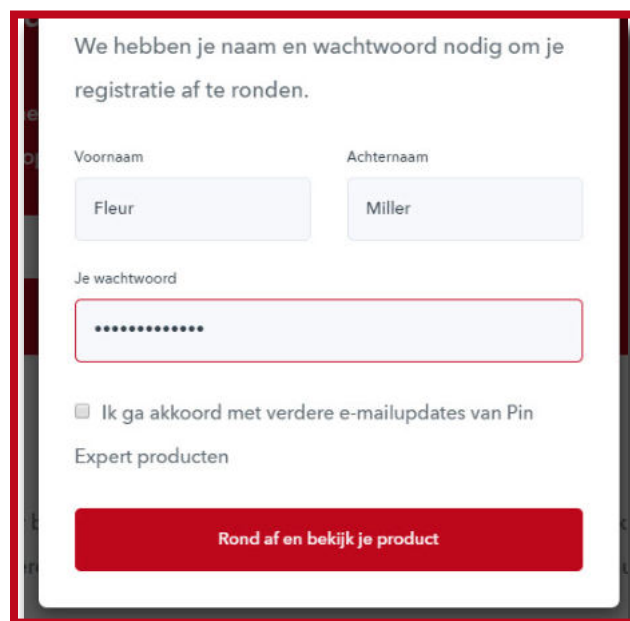 We hebben je naam en wachtwoord nodig om je
registratie af te ronden.
Voornaam
Achternaam
Fleur
Miller
Je wachtwoord
•••••••••••••
Ik ga akkoord met verdere e-mailupdates van Pin
Expert producten
Rond af en bekijk je product